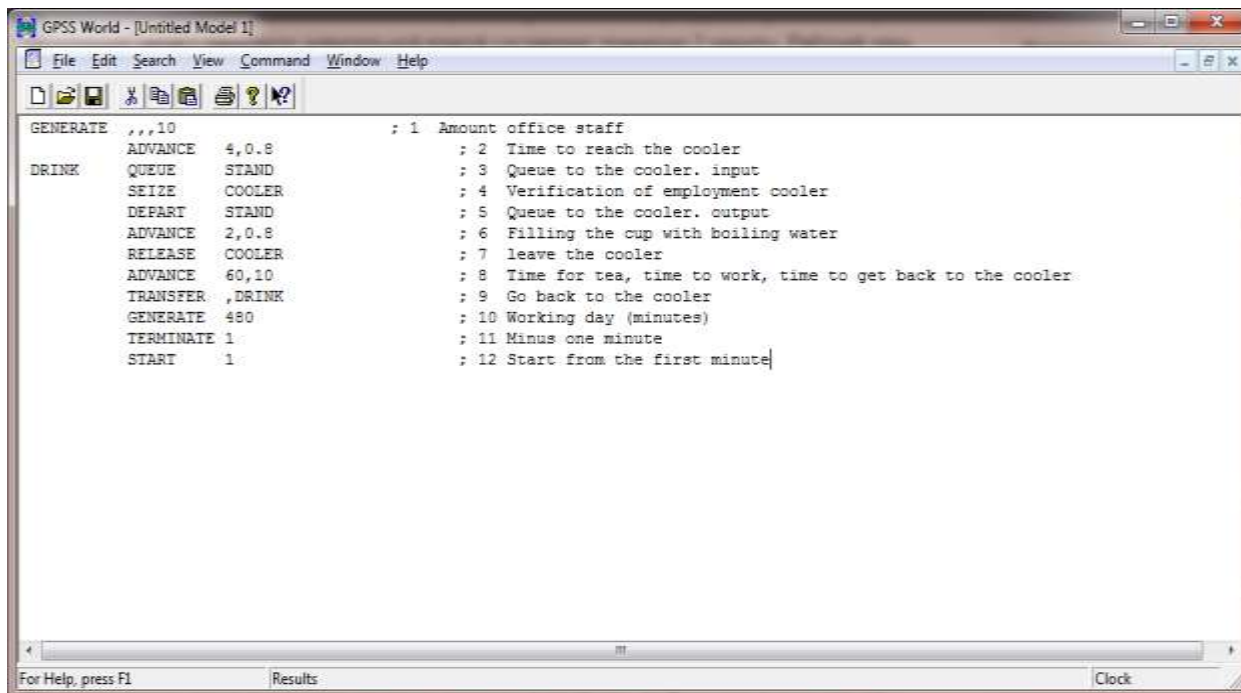 GPSS World - [Untitled Model 1]
File Edit Search View Command Window Help
GENERATE ,,,10 ; 1 Amount office staff
ADVANCE 4,0.8 ; 2 Time to reach the cooler
DRINK QUEUE STAND ; 3 Queue to the cooler. input
SEIZE COOLER ; 4 Verification of employment cooler
DEPART STAND ; 5 Queue to the cooler. output
ADVANCE 2,0.8 ; 6 Filling the cup with boiling water
RELEASE COOLER ; 7 leave the cooler
ADVANCE 60,10 ; 8 Time for tea, time to work, time to get back to the cooler
TRANSFER ,DRINK ; 9 Go back to the cooler
GENERATE 480 ; 10 Working day (minutes)
TERMINATE 1 ; 11 Minus one minute
START 1 ; 12 Start from the first minute
For Help, press F1 Results Clock